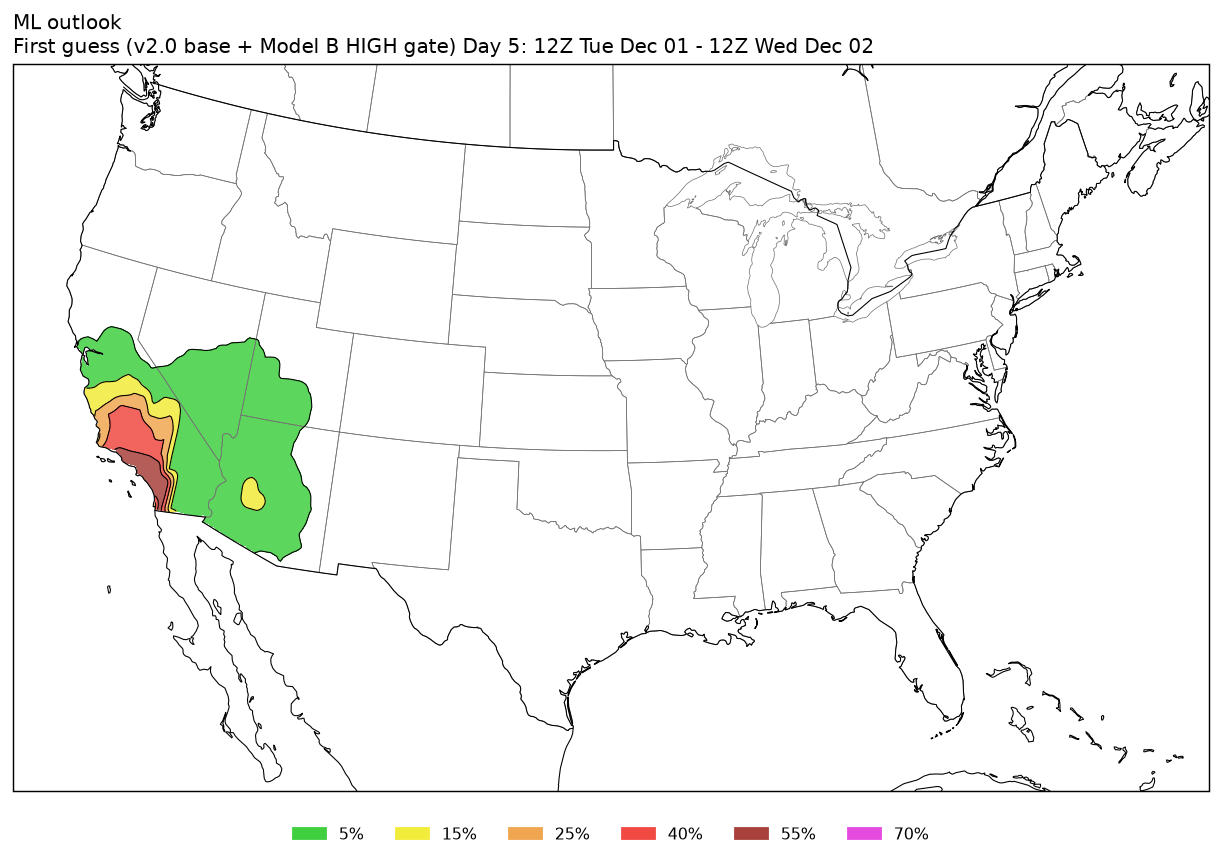 ML outlook
First guess (v2.0 base + Model B HIGH gate) Day 5: 12Z Tue Dec 01 - 12Z Wed Dec 02
5% 15% 25% 40% 55% 70%